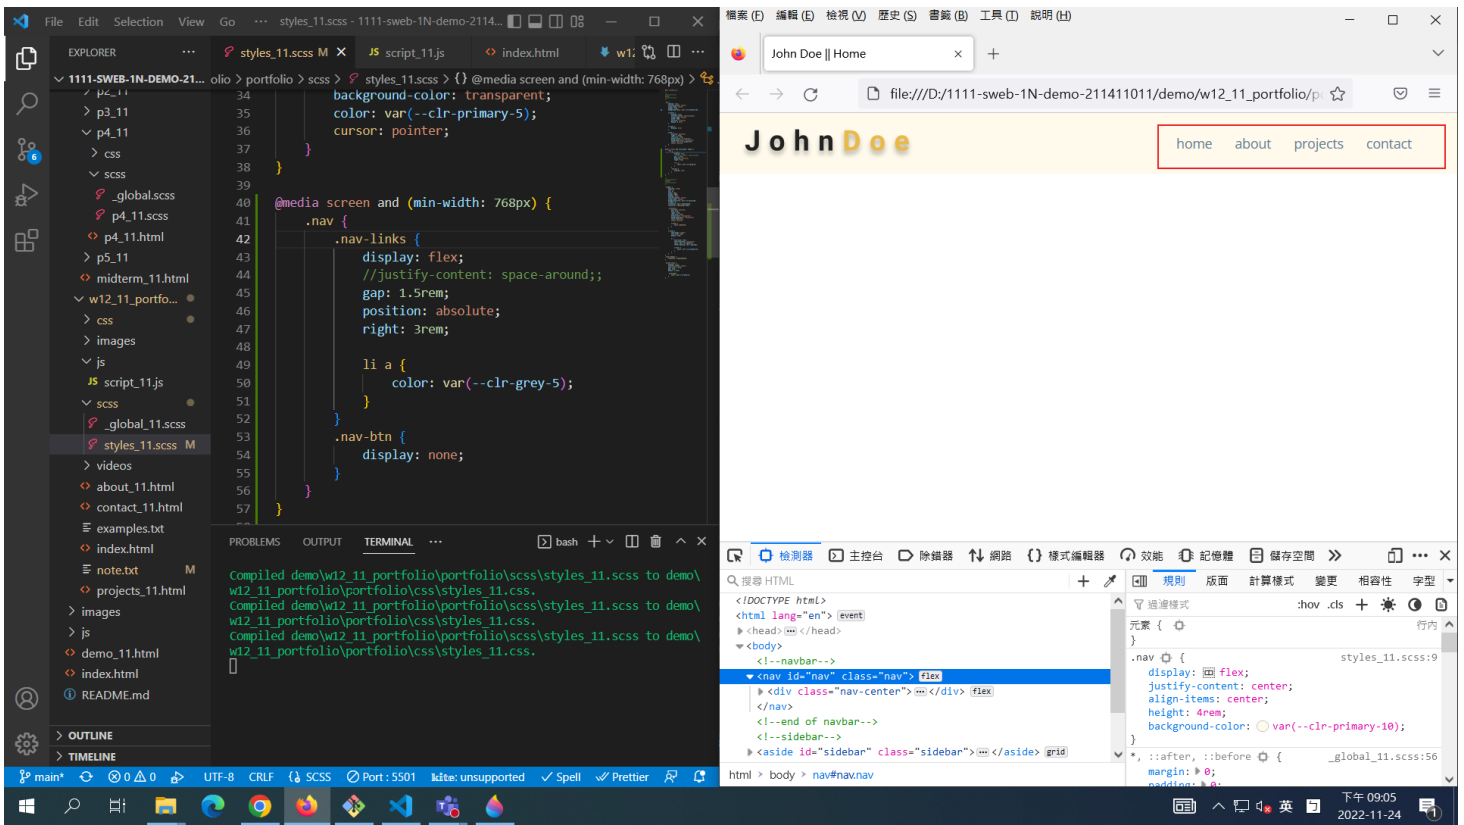 File Edit Selection View Go ··· styles_11.scss - 1111-sweb-1N-demo-2114...
EXPLORER ···
1111-SWEB-1N-DEMO-21...
p2_11
p3_11
p4_11
css
scss
_global.scss
p4_11.scss
p4_11.html
p5_11
midterm_11.html
w12_11_portfo...
css
images
js
JS script_11.js
scss
_global_11.scss
styles_11.scss M
videos
about_11.html
contact_11.html
examples.txt
index.html
note.txt M
projects_11.html
images
js
demo_11.html
index.html
README.md
OUTLINE
TIMELINE
6
styles_11.scss M JS script_11.js index.html w12 ···
olio > portfolio > scss > styles_11.scss > {} @media screen and (min-width: 768px) >
34 background-color: transparent;
35 color: var(--clr-primary-5);
36 cursor: pointer;
37 }
38 }
39
40 @media screen and (min-width: 768px) {
41 .nav {
42 .nav-links {
43 display: flex;
44 //justify-content: space-around;;
45 gap: 1.5rem;
46 position: absolute;
47 right: 3rem;
48
49 li a {
50 color: var(--clr-grey-5);
51 }
52 }
53 .nav-btn {
54 display: none;
55 }
56 }
57 }
PROBLEMS OUTPUT TERMINAL ··· bash
Compiled demo\w12_11_portfolio\portfolio\scss\styles_11.scss to demo\
w12_11_portfolio\portfolio\css\styles_11.css.
Compiled demo\w12_11_portfolio\portfolio\scss\styles_11.scss to demo\
w12_11_portfolio\portfolio\css\styles_11.css.
Compiled demo\w12_11_portfolio\portfolio\scss\styles_11.scss to demo\
w12_11_portfolio\portfolio\css\styles_11.css.
main* 0 0 UTF-8 CRLF SCSS Port : 5501 kite: unsupported Spell Prettier
檔案 (F) 編輯 (E) 檢視 (V) 歷史 (S) 書籤 (B) 工具 (T) 說明 (H)
John Doe || Home
file:///D:/1111-sweb-1N-demo-211411011/demo/w12_11_portfolio/p
JohnDoe
home about projects contact
檢測器 主控台 除錯器 網路 樣式編輯器 效能 記憶體 儲存空間
搜尋 HTML
<!DOCTYPE html>
<html lang="en"> event
<head>···</head>
<body>
<!--navbar-->
<nav id="nav" class="nav"> flex
<div class="nav-center">···</div> flex
</nav>
<!--end of navbar-->
<!--sidebar-->
<aside id="sidebar" class="sidebar">···</aside> grid
html > body > nav#nav.nav
規則 版面 計算樣式 變更 相容性 字型
過濾樣式 :hov .cls
元素 { 行內
}
.nav { styles_11.scss:9
display: flex;
justify-content: center;
align-items: center;
height: 4rem;
background-color: var(--clr-primary-10);
}
*, ::after, ::before { _global_11.scss:56
margin: 0;
padding: 0;
英
下午 09:05
2022-11-24
1